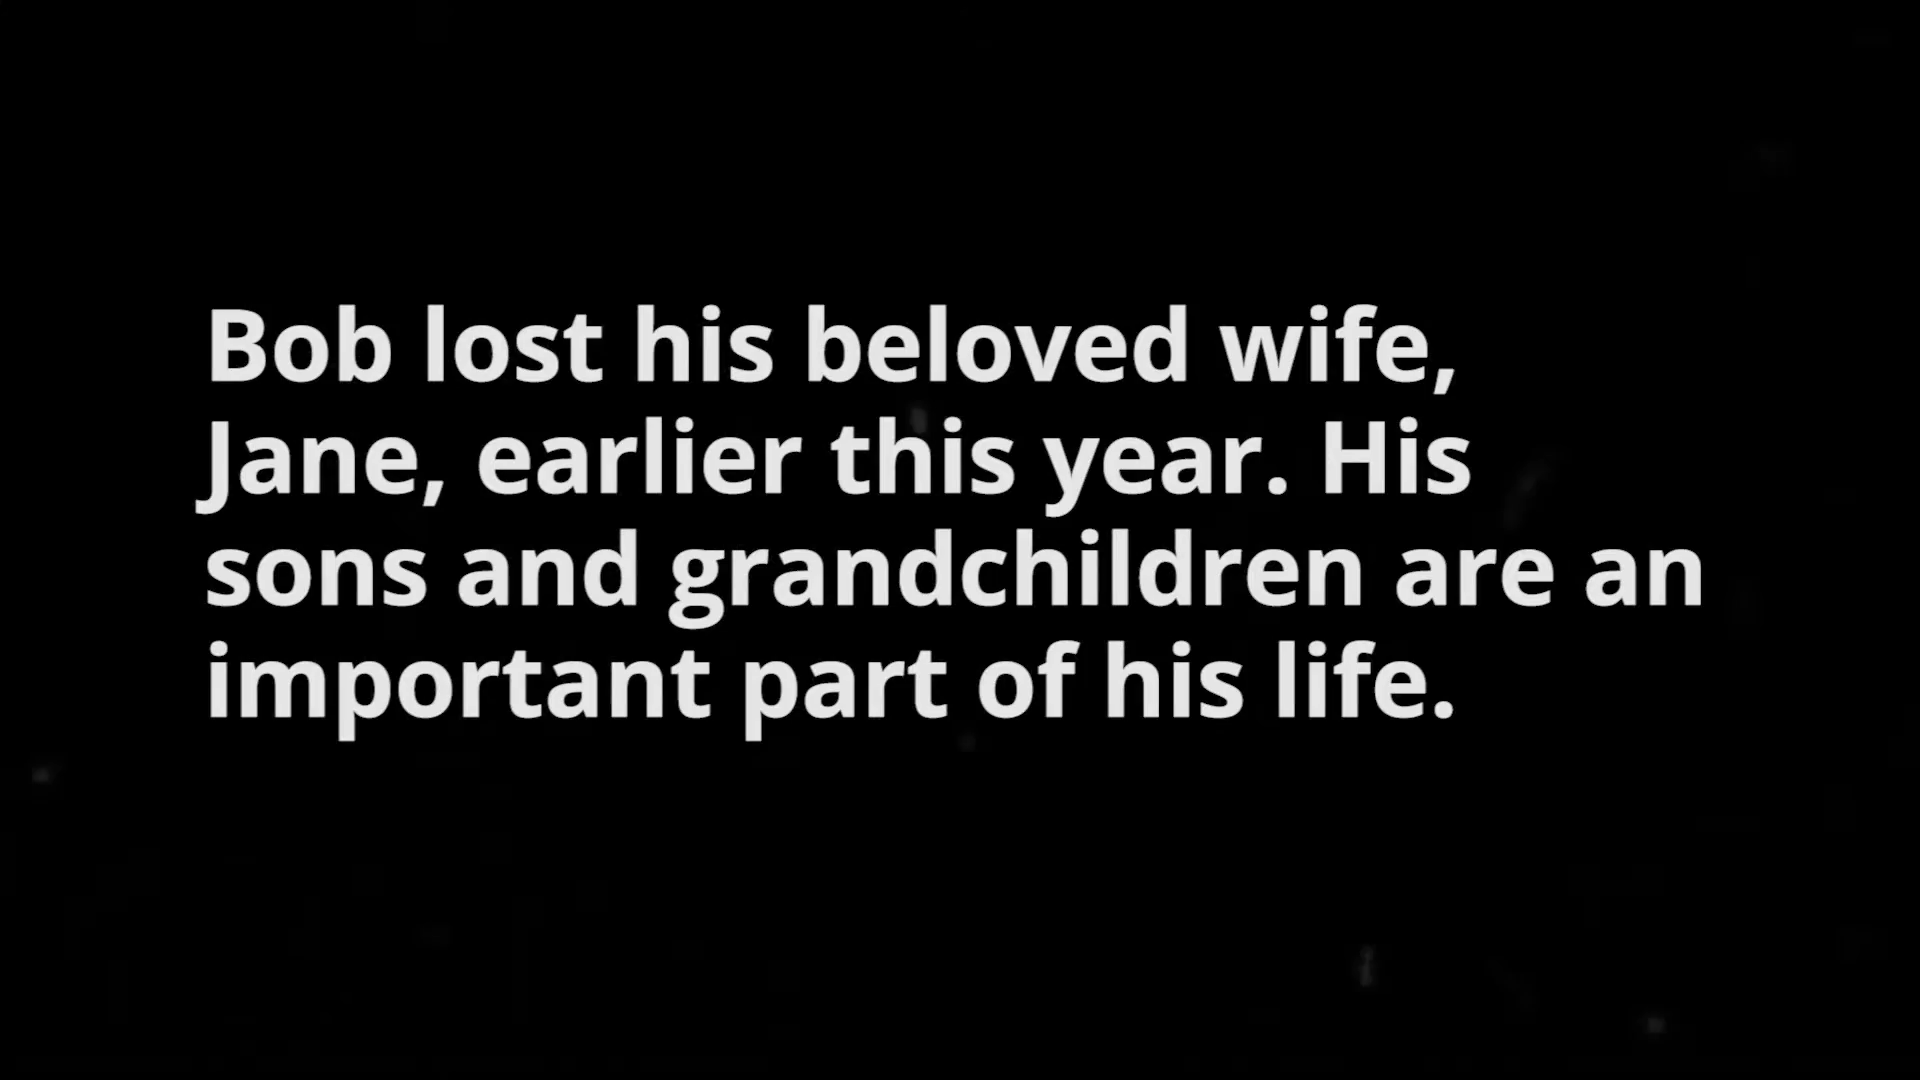 Bob lost his beloved wife,
Jane, earlier this year. His
sons and grandchildren are an
important part of his life.